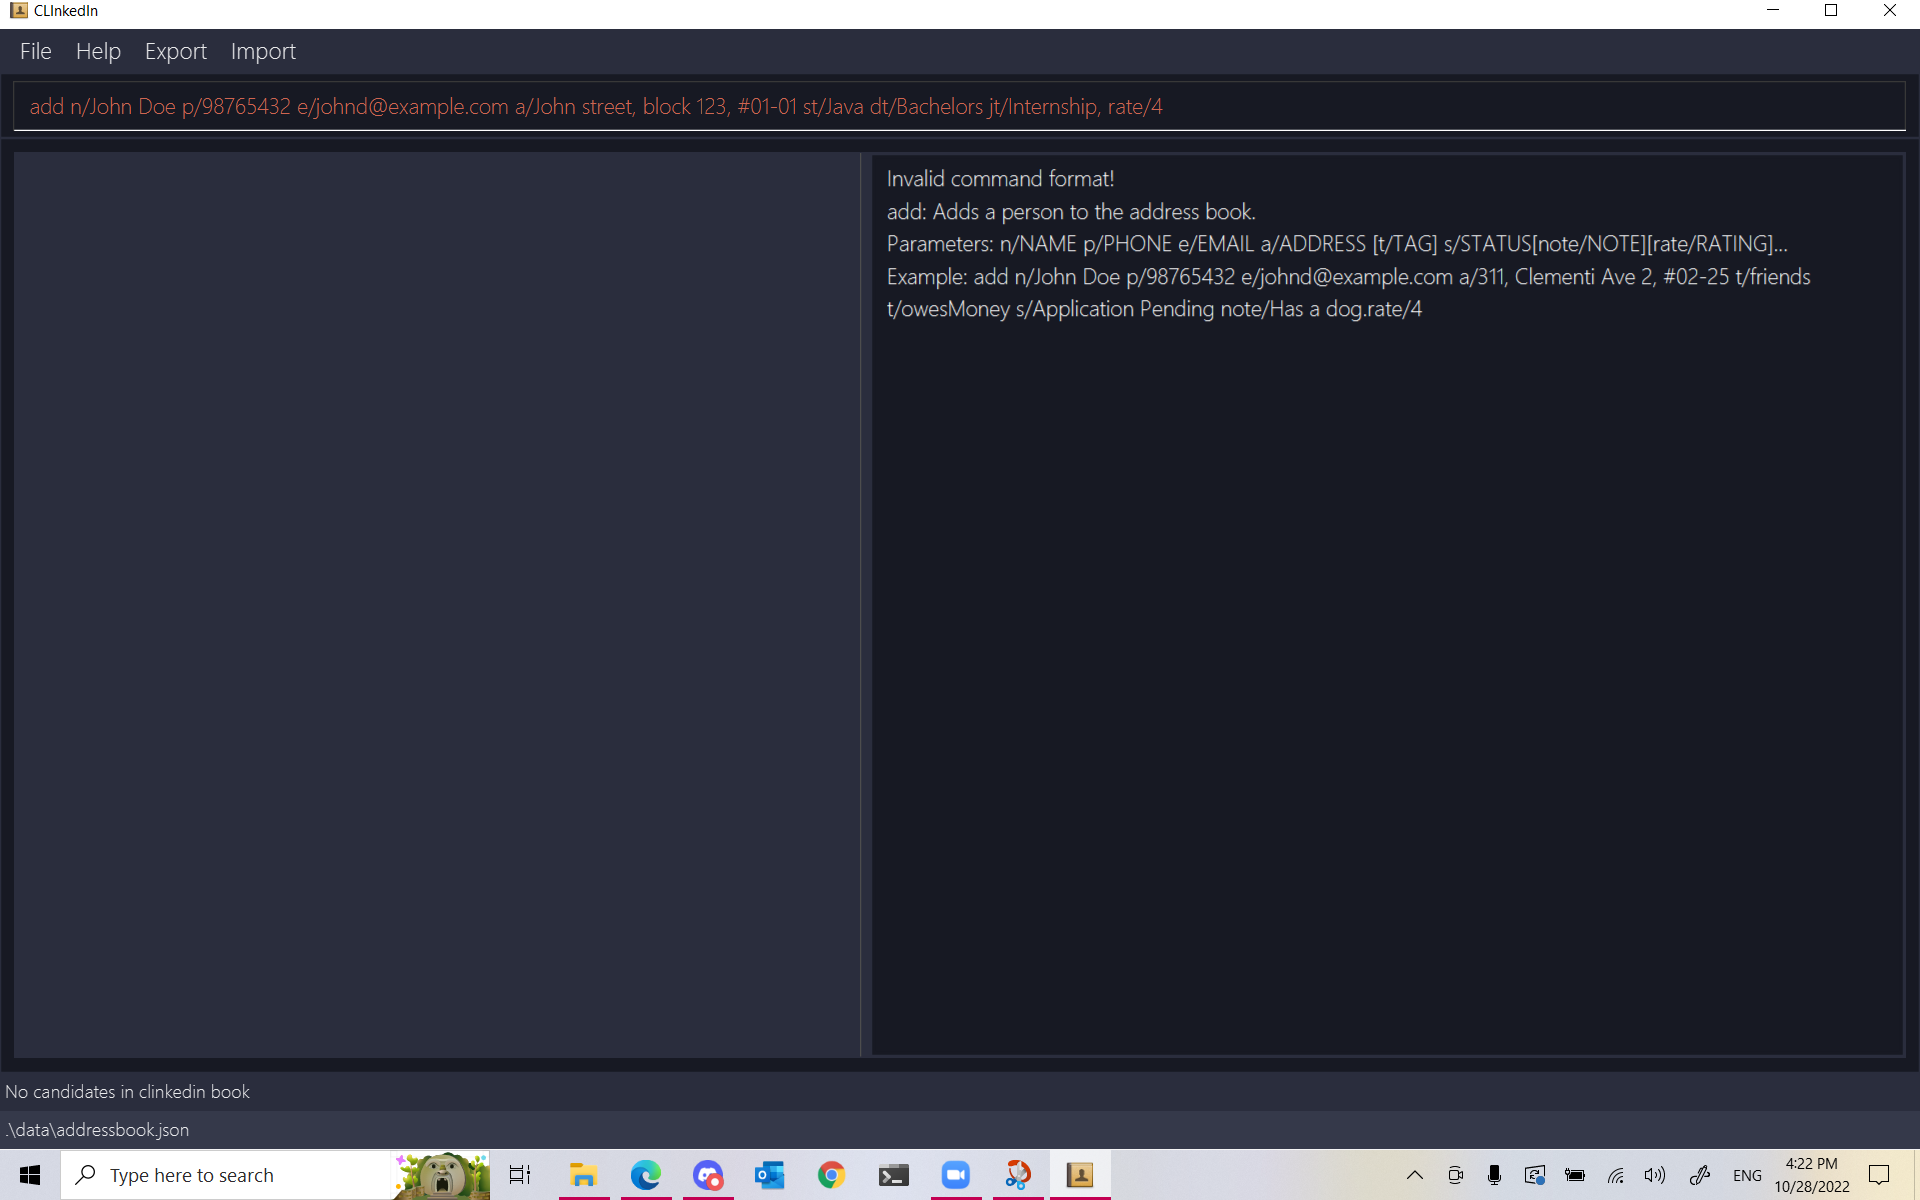 CLInkedIn
File Help Export Import
add n/John Doe p/98765432 e/johnd@example.com a/John street, block 123, #01-01 st/Java dt/Bachelors jt/Internship, rate/4
Invalid command format!
add: Adds a person to the address book.
Parameters: n/NAME p/PHONE e/EMAIL a/ADDRESS [t/TAG] s/STATUS[note/NOTE][rate/RATING]...
Example: add n/John Doe p/98765432 e/johnd@example.com a/311, Clementi Ave 2, #02-25 t/friends
t/owesMoney s/Application Pending note/Has a dog.rate/4
No candidates in clinkedin book
.\data\addressbook.json
Type here to search
ENG
4:22 PM
10/28/2022